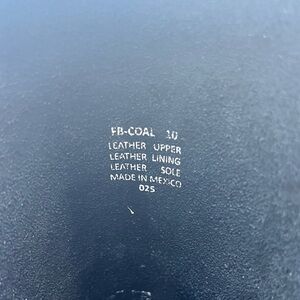 FB-COAL 10
LEATHER UPPER
LEATHER LINING
LEATHER SOLE
MADE IN MEXICO
025